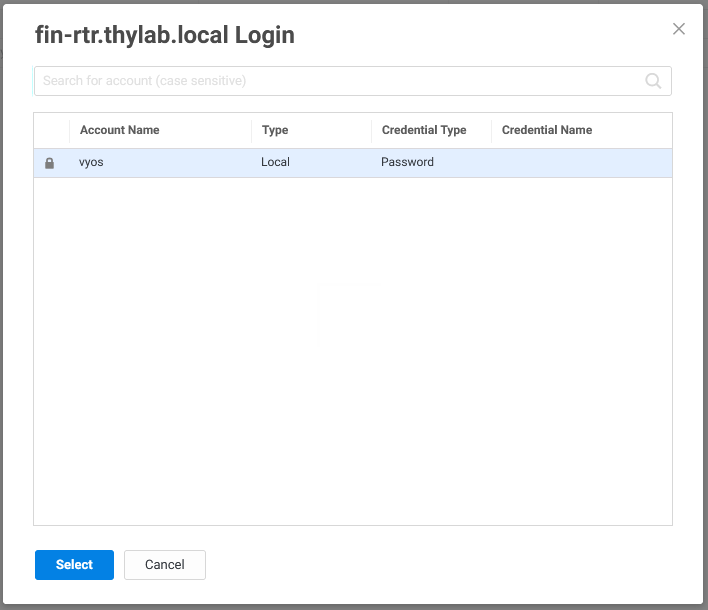 fin-rtr.thylab.local Login
Search for account (case sensitive)
Account Name Type Credential Type Credential Name
vyos Local Password
Select Cancel